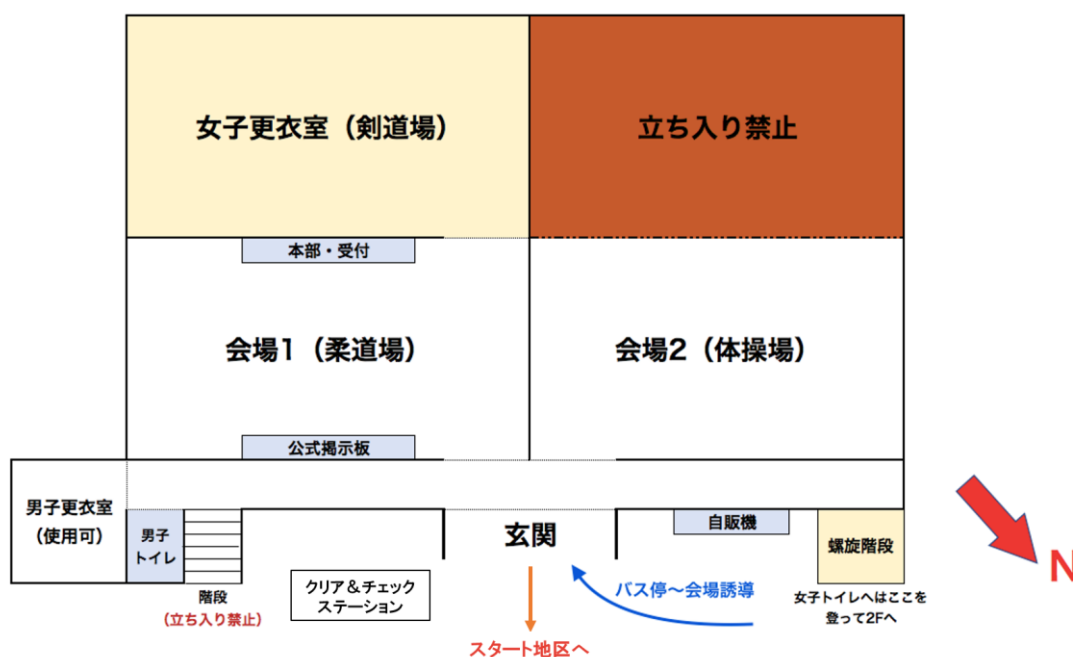 女子更衣室（剣道場）
立ち入り禁止
本部・受付
会場1（柔道場）
会場2（体操場）
公式掲示板
男子更衣室
（使用可）
男子
トイレ
階段
（立ち入り禁止）
クリア＆チェック
ステーション
玄関
スタート地区へ
自販機
バス停〜会場誘導
螺旋階段
女子トイレへはここを
登って2Fへ
N